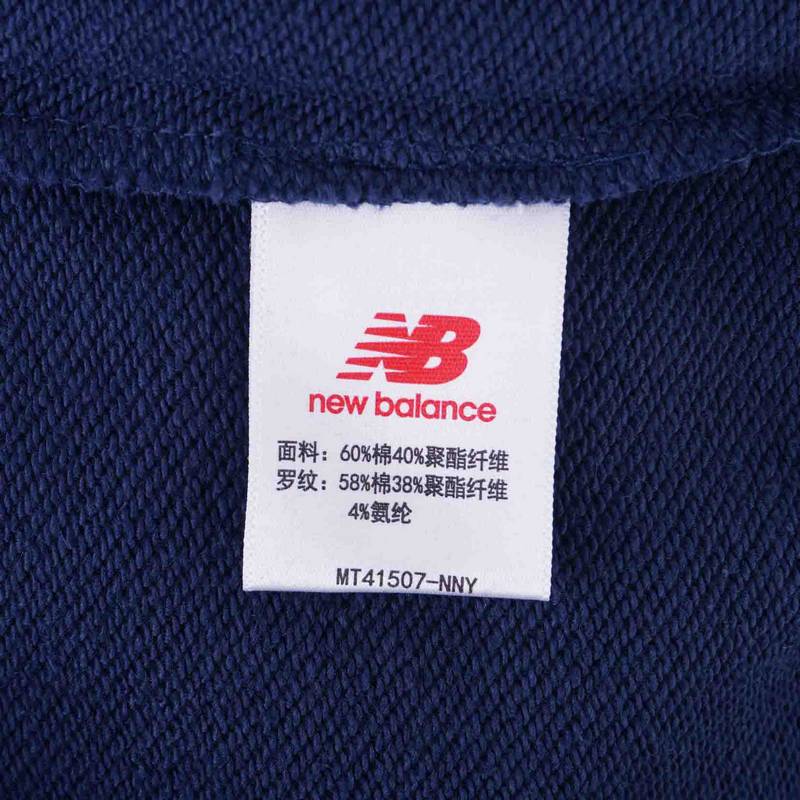 NB
new balance
面料：60%棉40%聚酯纤维
罗纹：58%棉38%聚酯纤维
4%氨纶
MT41507-NNY